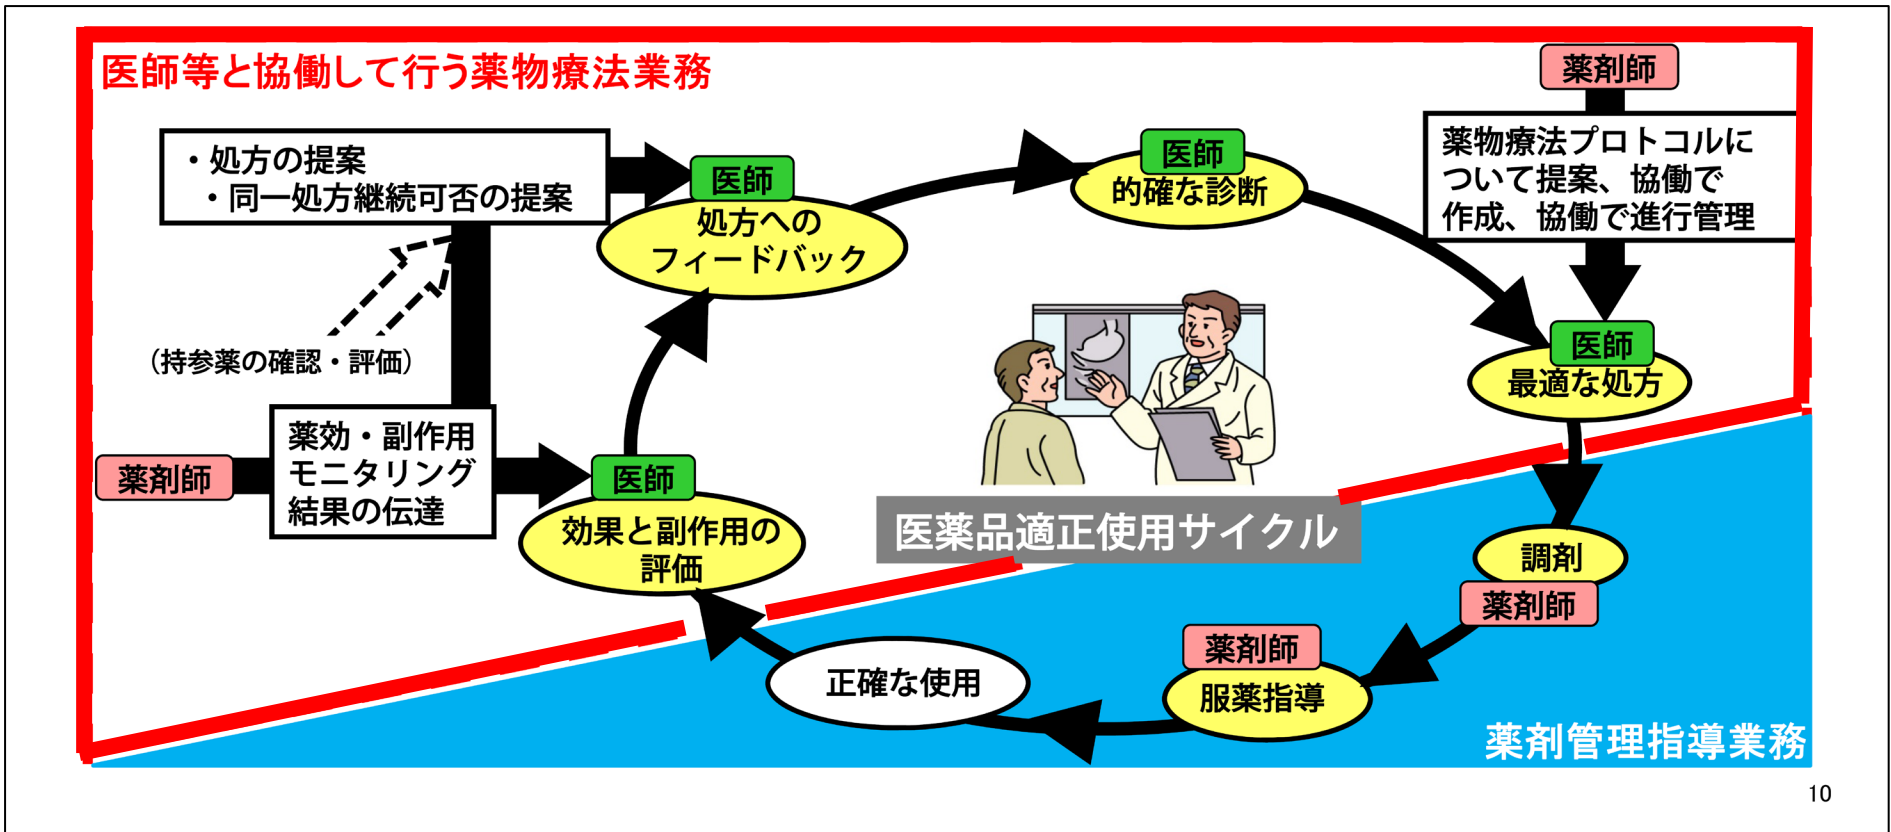 医師等と協働して行う薬物療法業務
薬剤師
・処方の提案
・同一処方継続可否の提案
医師
処方への
フィードバック
医師
的確な診断
薬物療法プロトコルに
ついて提案、協働で
作成、協働で進行管理
医師
最適な処方
（持参薬の確認・評価）
薬剤師
薬効・副作用
モニタリング
結果の伝達
医師
効果と副作用の
評価
医薬品適正使用サイクル
調剤
薬剤師
薬剤師
服薬指導
正確な使用
薬剤管理指導業務
10